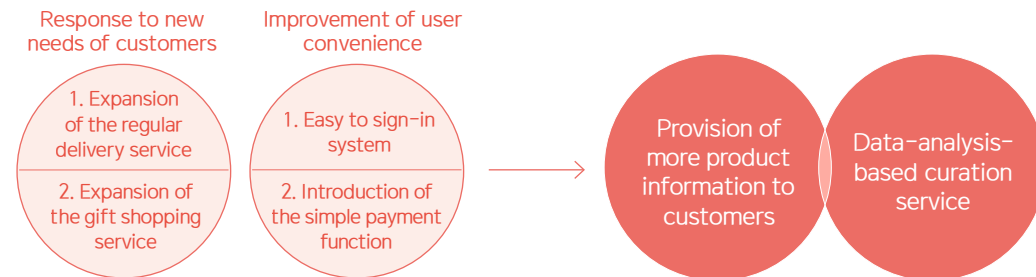 Response to new
needs of customers
1. Expansion
of the regular
delivery service
2. Expansion of
the gift shopping
service
Improvement of user
convenience
1. Easy to sign-in
system
2. Introduction of
the simple payment
function
Provision of
more product
information to
customers
Data-analysis-
based curation
service